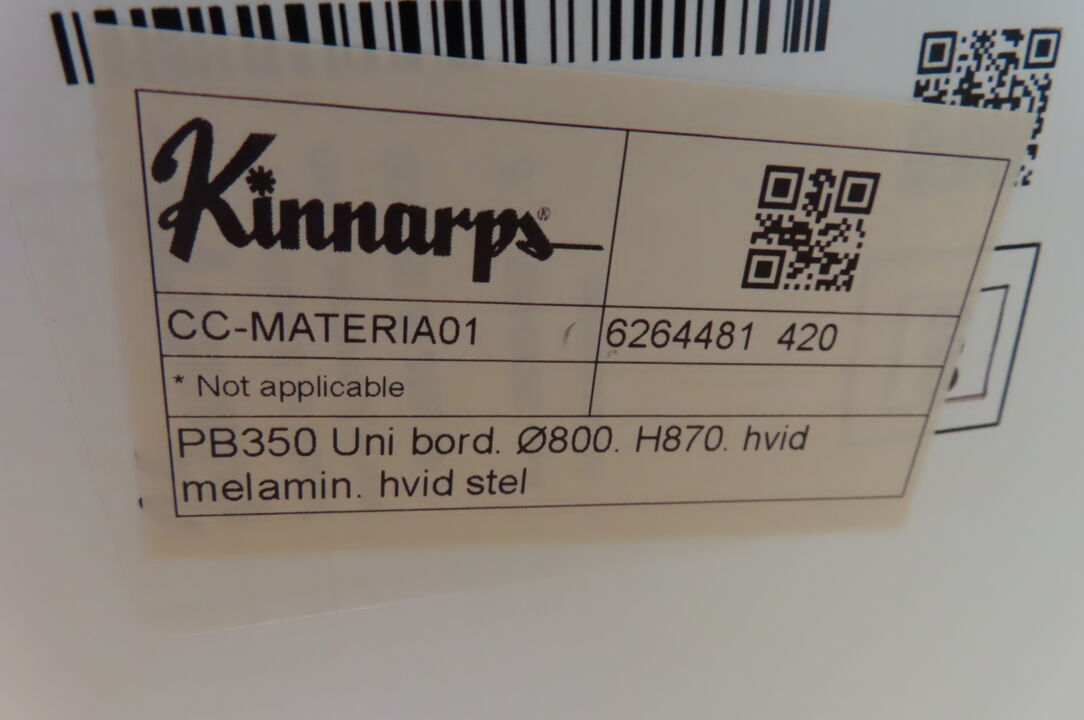 Kinnarps®
CC-MATERIA01
6264481 420
* Not applicable
PB350 Uni bord. Ø800. H870. hvid
melamin. hvid stel